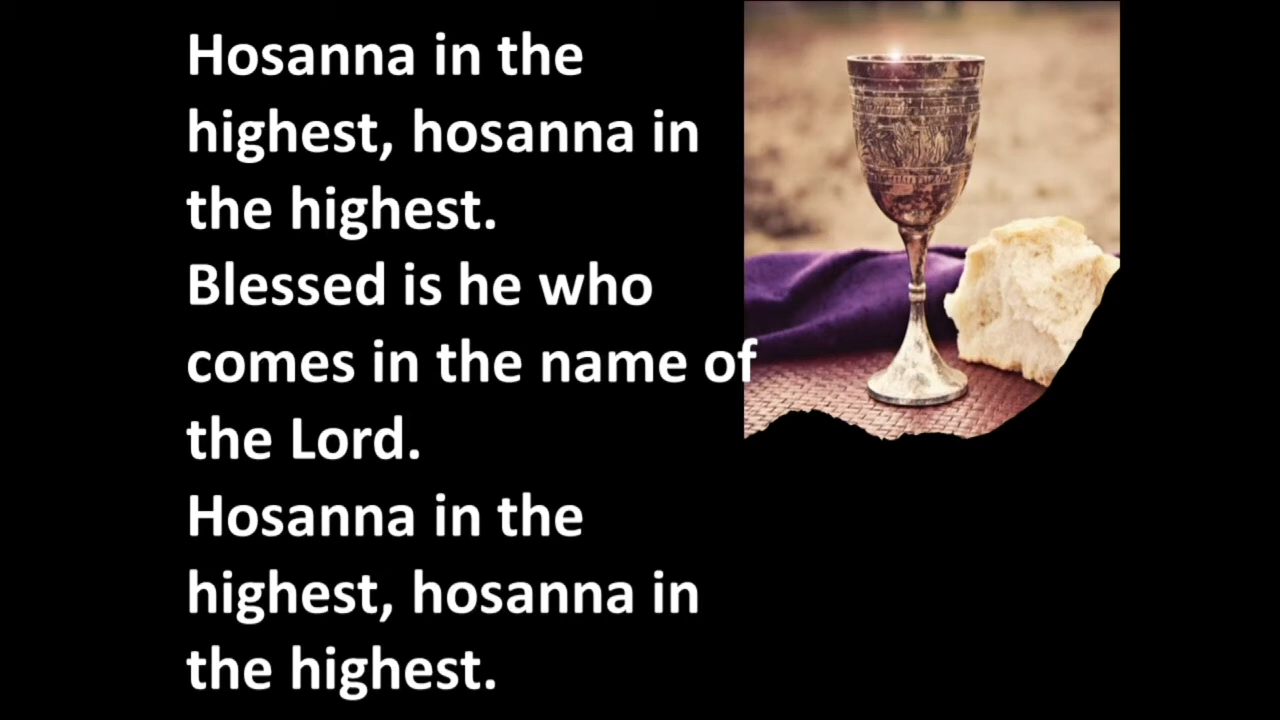 Hosanna in the
highest, hosanna in
the highest.
Blessed is he who
comes in the name of
the Lord.
Hosanna in the
highest, hosanna in
the highest.